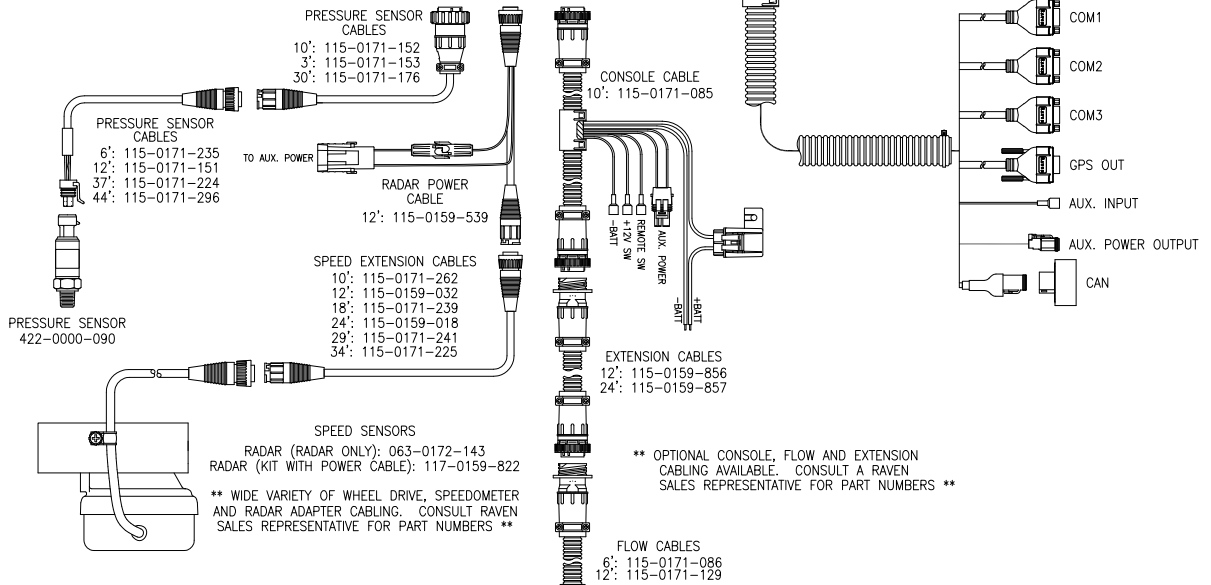 PRESSURE SENSOR
CABLES
10': 115-0171-152
3': 115-0171-153
30': 115-0171-176
PRESSURE SENSOR
CABLES
6': 115-0171-235
12': 115-0171-151
37': 115-0171-224
44': 115-0171-296
PRESSURE SENSOR
422-0000-090
TO AUX. POWER
RADAR POWER
CABLE
12': 115-0159-539
SPEED EXTENSION CABLES
10': 115-0171-262
12': 115-0159-032
18': 115-0171-239
24': 115-0159-018
29': 115-0171-241
34': 115-0171-225
SPEED SENSORS
RADAR (RADAR ONLY): 063-0172-143
RADAR (KIT WITH POWER CABLE): 117-0159-822
** WIDE VARIETY OF WHEEL DRIVE, SPEEDOMETER
AND RADAR ADAPTER CABLING. CONSULT RAVEN
SALES REPRESENTATIVE FOR PART NUMBERS **
CONSOLE CABLE
10': 115-0171-085
-BATT
+12V SW
REMOTE SW
AUX. POWER
-BATT
+BATT
EXTENSION CABLES
12': 115-0159-856
24': 115-0159-857
** OPTIONAL CONSOLE, FLOW AND EXTENSION
CABLING AVAILABLE. CONSULT A RAVEN
SALES REPRESENTATIVE FOR PART NUMBERS **
FLOW CABLES
6': 115-0171-086
12': 115-0171-129
COM1
COM2
COM3
GPS OUT
AUX. INPUT
AUX. POWER OUTPUT
CAN